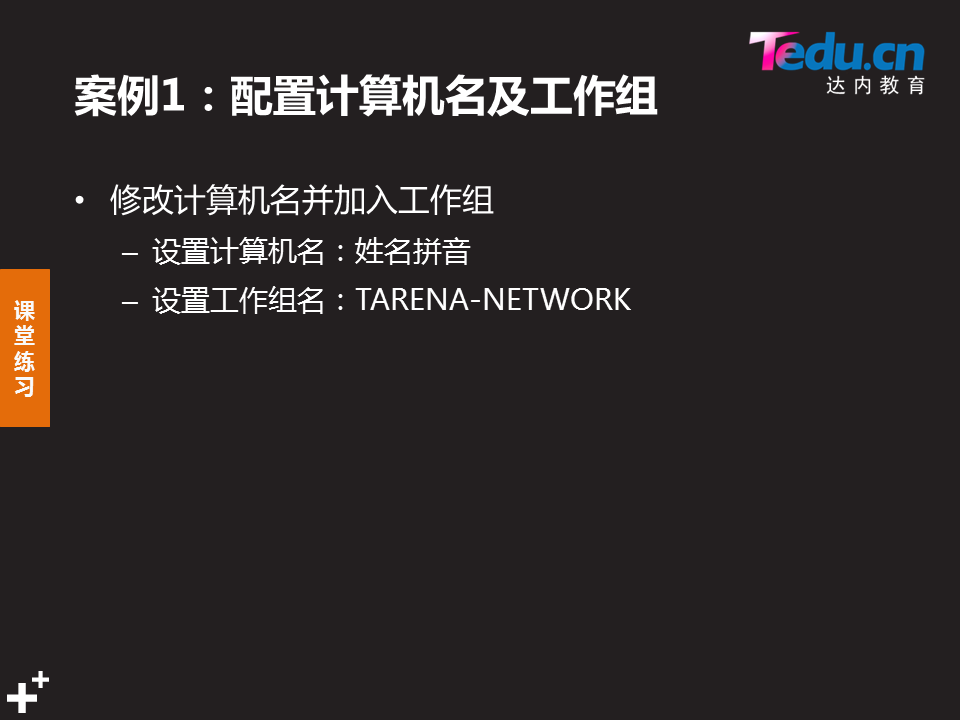 Tedu.cn
达内教育
案例1：配置计算机名及工作组
• 修改计算机名并加入工作组
– 设置计算机名：姓名拼音
– 设置工作组名：TARENA-NETWORK
课
堂
练
习